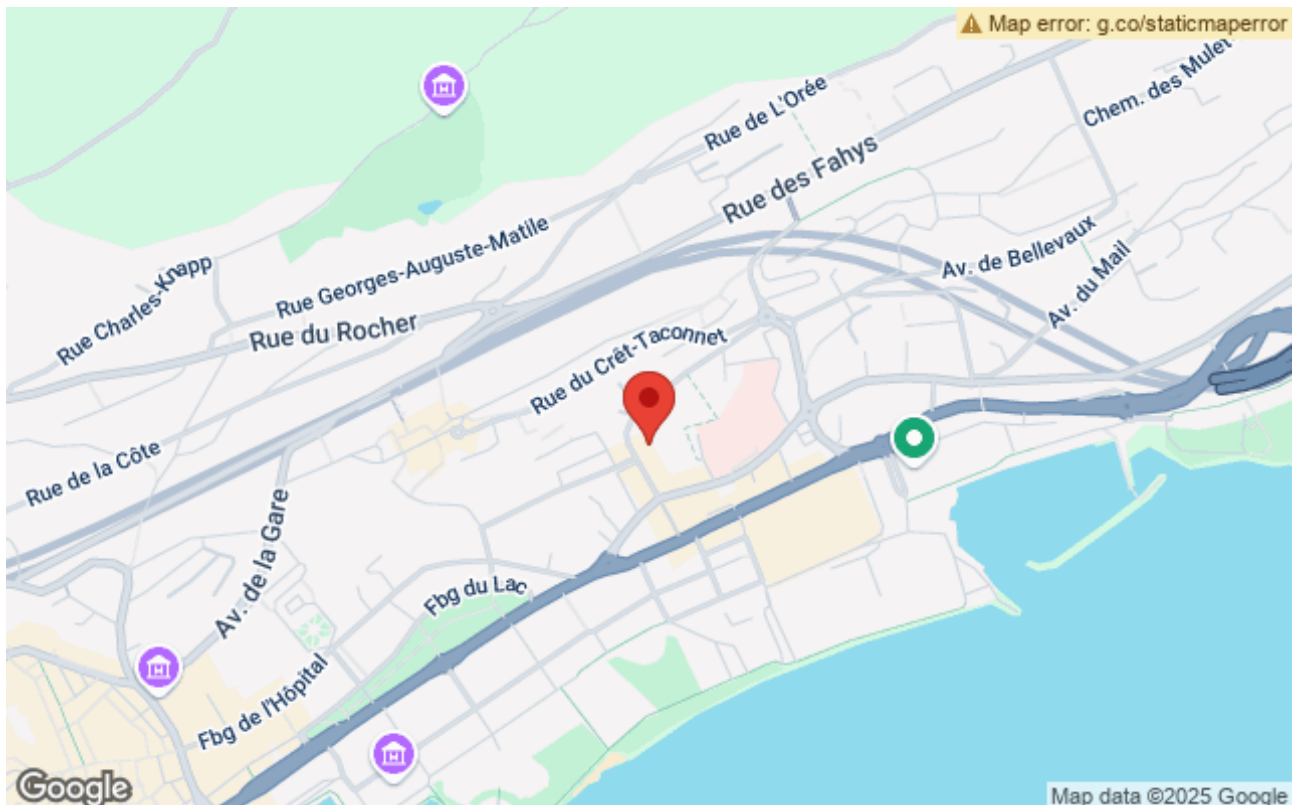 Map error: g.co/staticmaperror
Chem. des Mulet
Rue de L'Orée
Rue des Fahys
Rue Georges-Auguste-Matile
Av. de Bellevaux
Rue Charles-Knapp
Av. du Mail
Rue du Rocher
Rue du Crêt-Taconnet
Rue de la Côte
Av. de la Gare
Fbg du Lac
Fbg de l'Hôpital
H
H
H
Google
Map data ©2025 Google